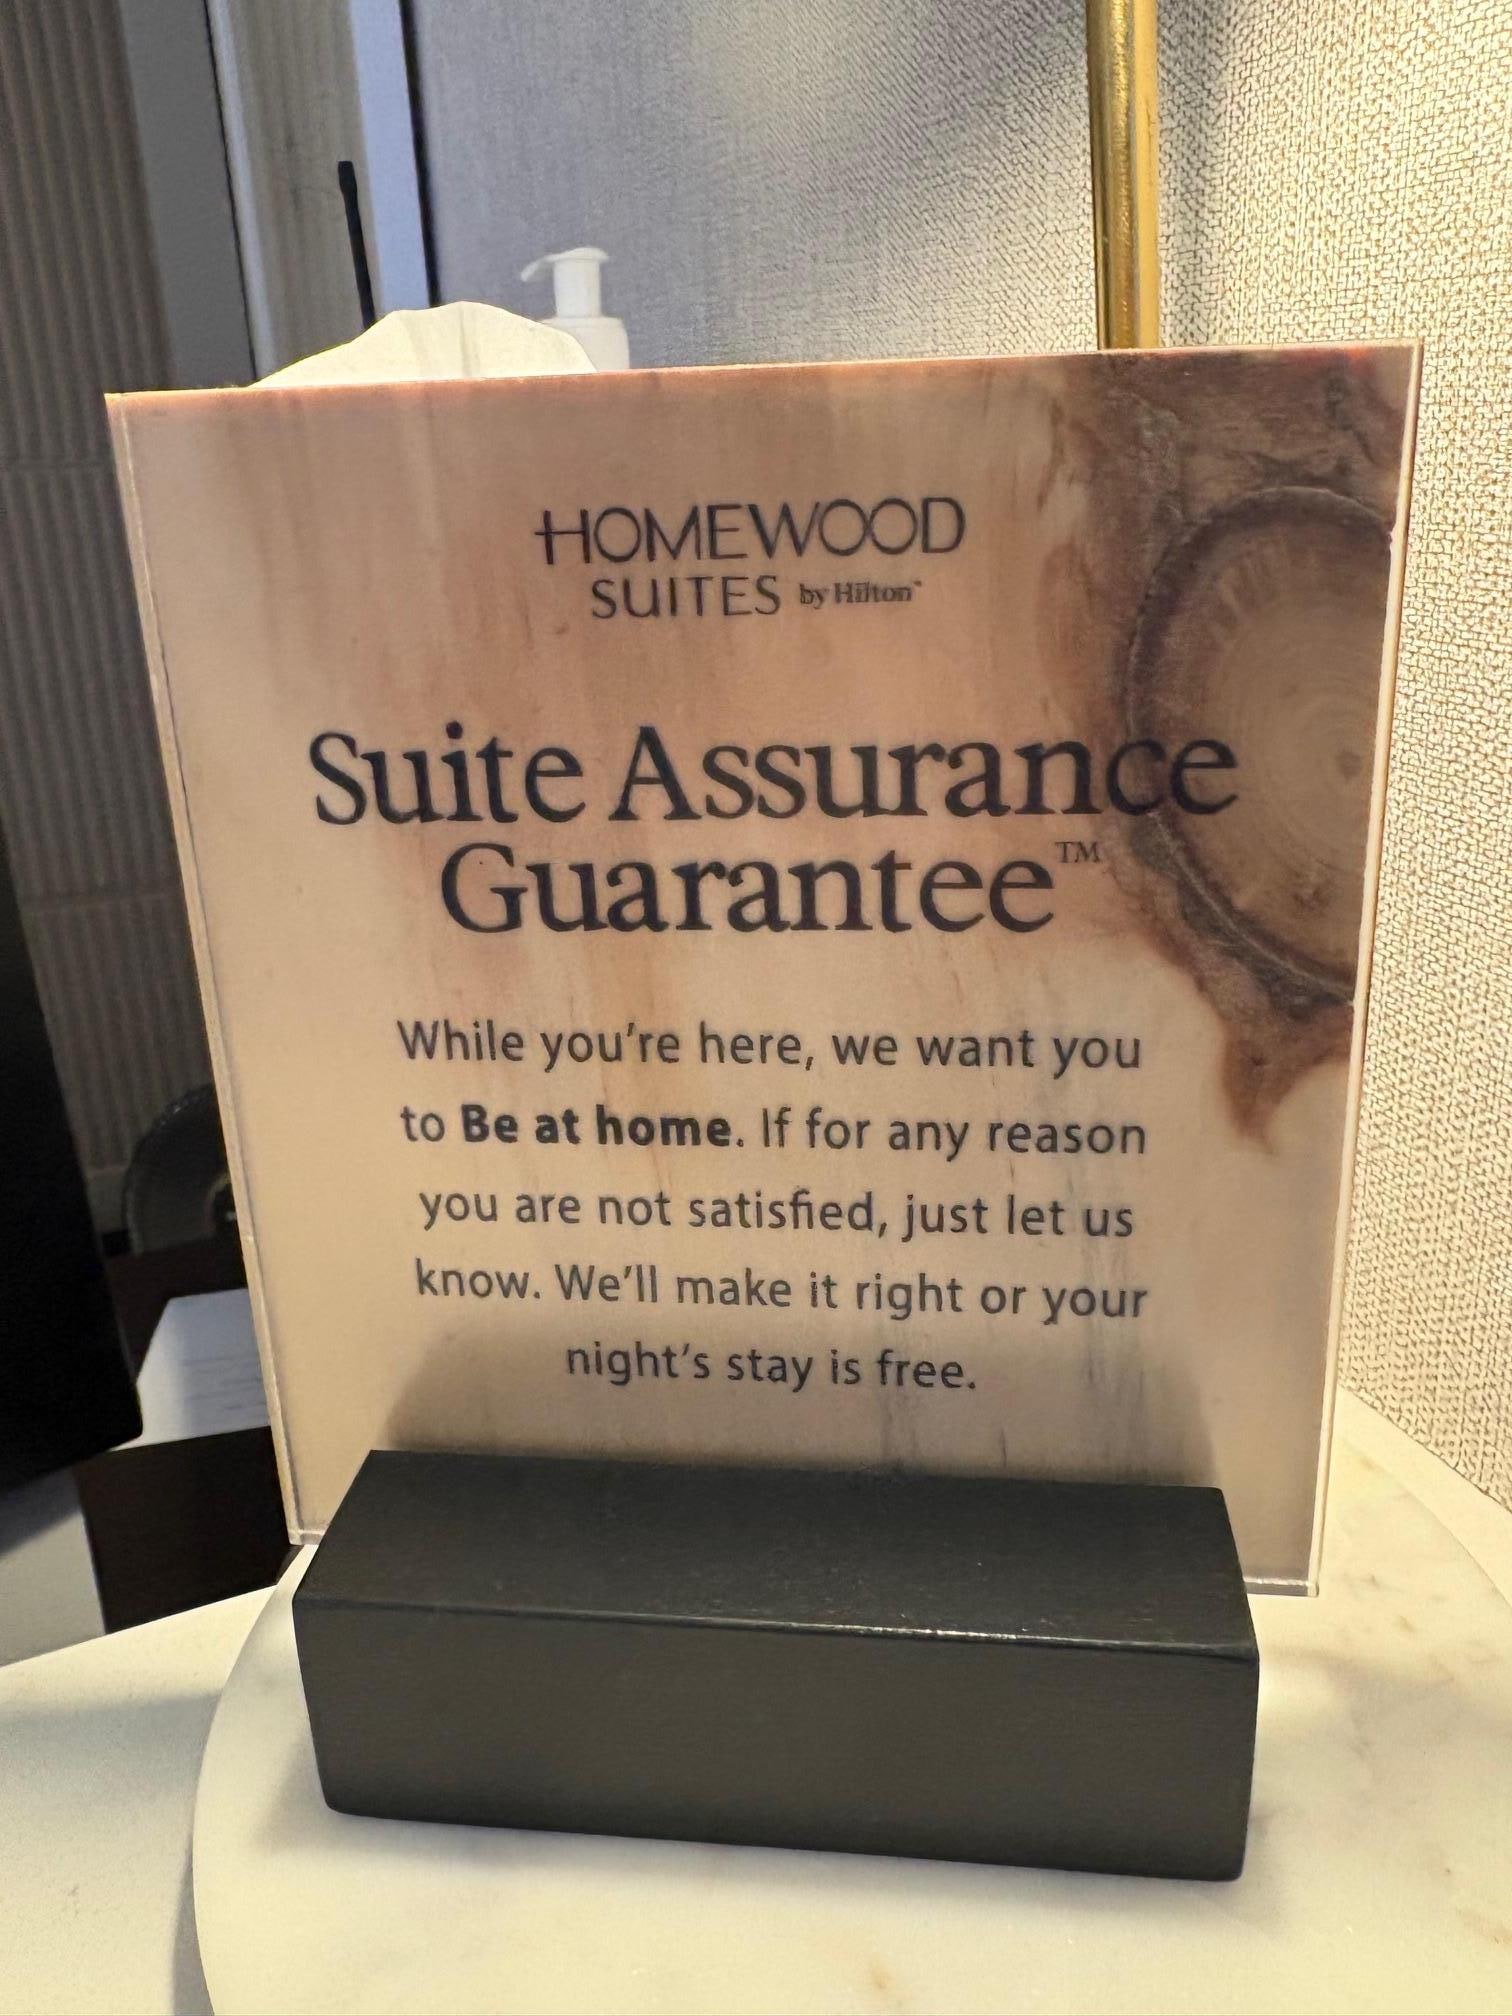 HOMEWOOD
SUITES by Hilton™
Suite Assurance
Guarantee™
While you're here, we want you
to Be at home. If for any reason
you are not satisfied, just let us
know. We'll make it right or your
night's stay is free.